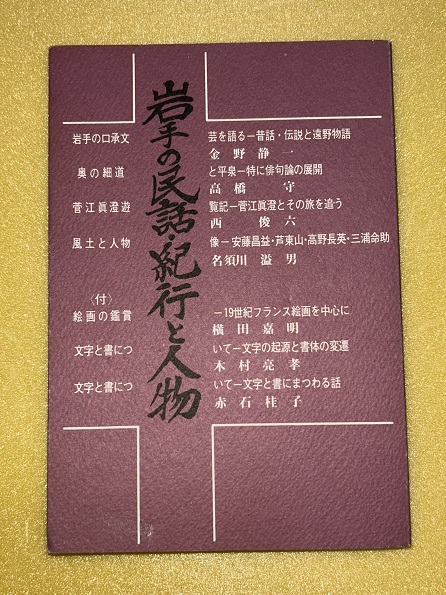 岩手の民話・紀行と人物
岩手の口承文芸を語る－昔話・伝説と遠野物語
金野静一
奥の細道と平泉－特に俳句論の展開
高橋守
菅江眞澄遊覧記－菅江眞澄とその旅を追う
西俊六
風土と人物像－安藤昌益・芦東山・高野長英・三浦命助
名須川溢男
〈付〉
絵画の鑑賞－19世紀フランス絵画を中心に
横田嘉明
文字と書について－文字の起源と書体の変遷
木村亮孝
文字と書について－文字と書にまつわる話
赤石桂子